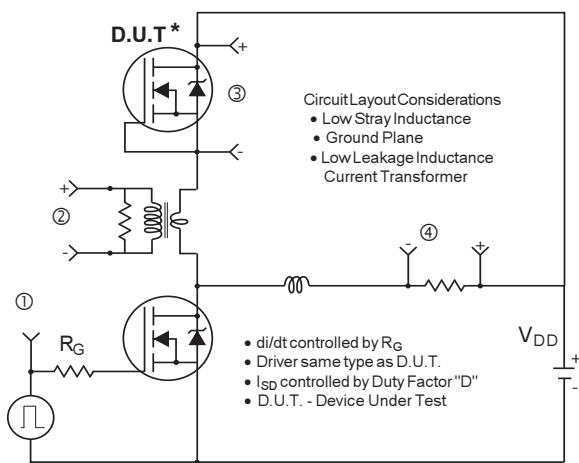 D.U.T*
+
③
-
Circuit Layout Considerations
• Low Stray Inductance
• Ground Plane
• Low Leakage Inductance
Current Transformer
+
②
-
④
-
+
①
RG
VDD
+
-
• di/dt controlled by RG
• Driver same type as D.U.T.
• ISD controlled by Duty Factor "D"
• D.U.T. - Device Under Test